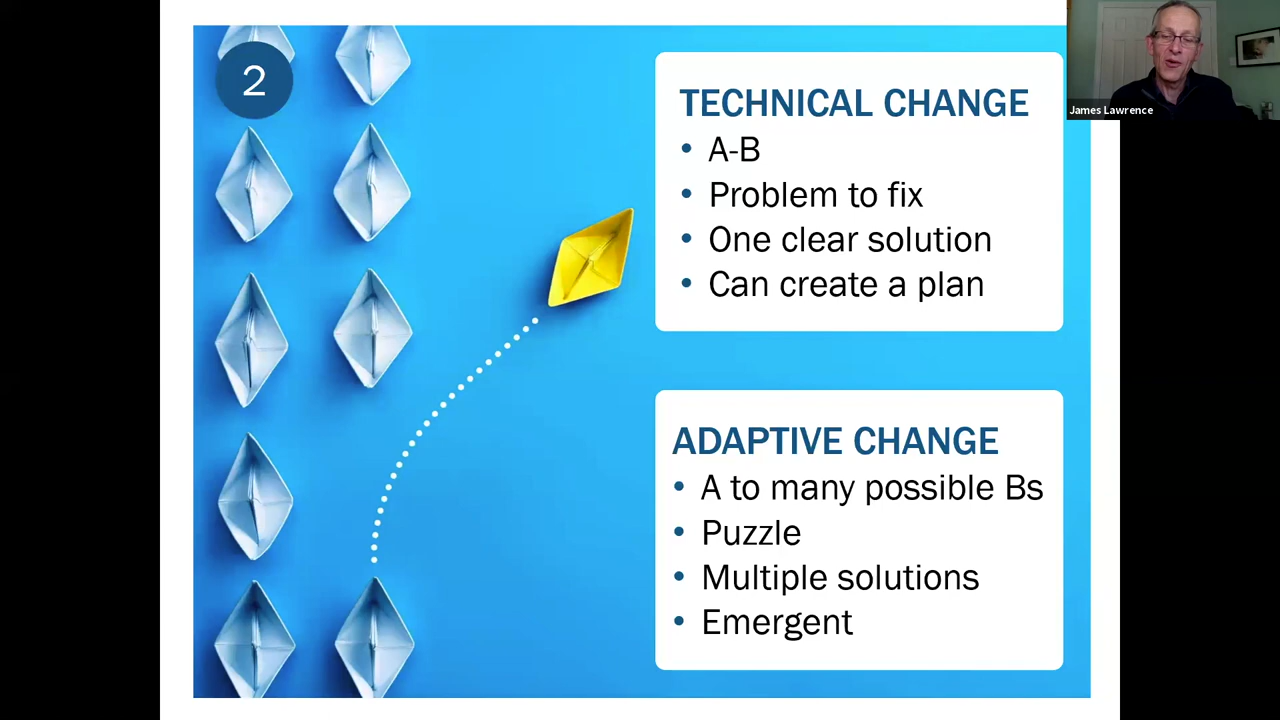 2
TECHNICAL CHANGE
• A-B
• Problem to fix
• One clear solution
• Can create a plan
ADAPTIVE CHANGE
• A to many possible Bs
• Puzzle
• Multiple solutions
• Emergent
James Lawrence